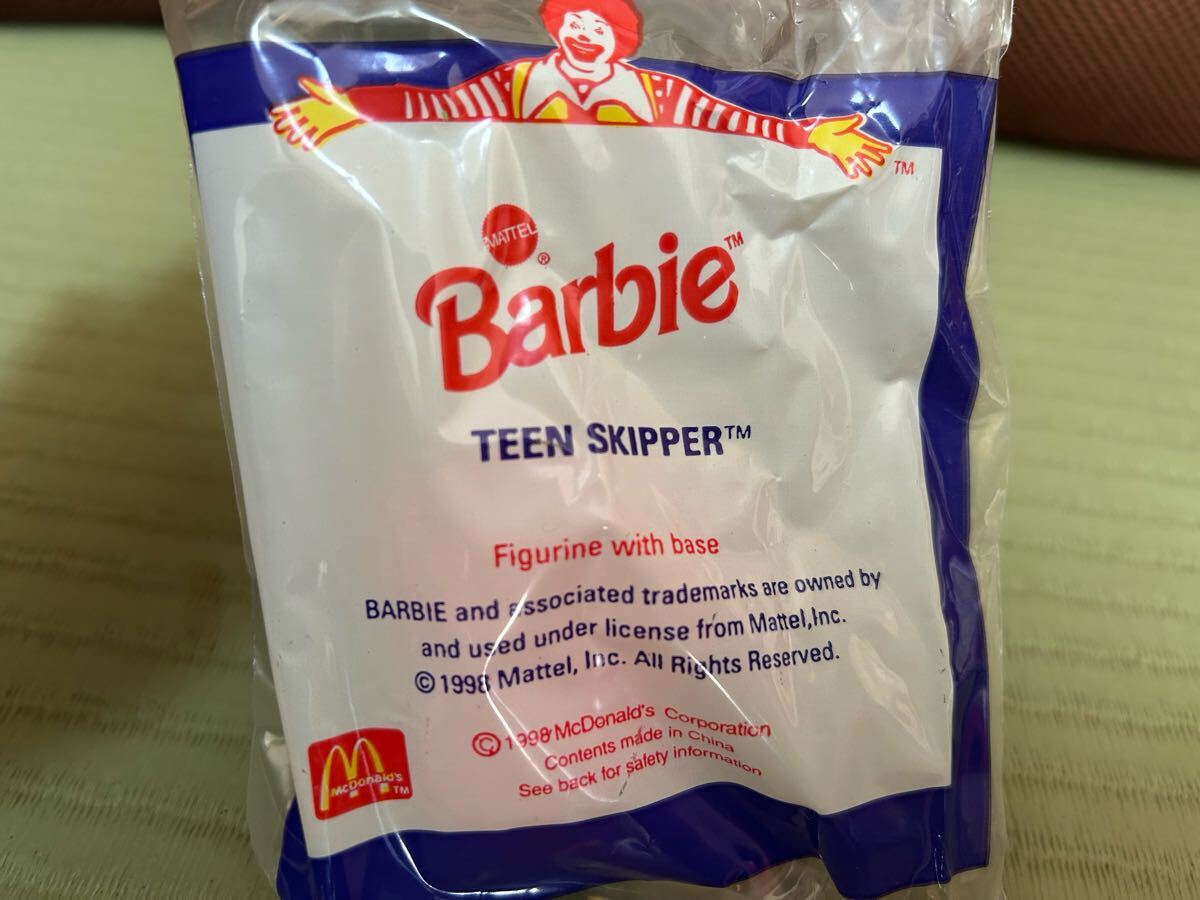 TM
MATTEL
®
Barbie™
TEEN SKIPPER™
Figurine with base
BARBIE and associated trademarks are owned by
and used under license from Mattel,Inc.
©1998 Mattel, Inc. All Rights Reserved.
©1998 McDonald's Corporation
Contents made in China
See back for safety information
McDonald's
TM